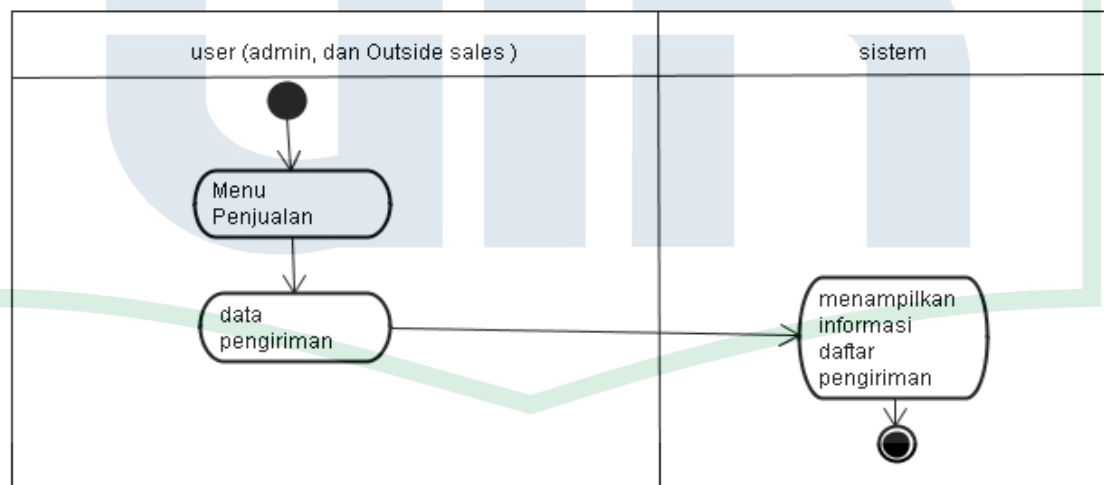 user (admin, dan Outside sales )
sistem
Menu
Penjualan
data
pengiriman
menampilkan
informasi
daftar
pengiriman